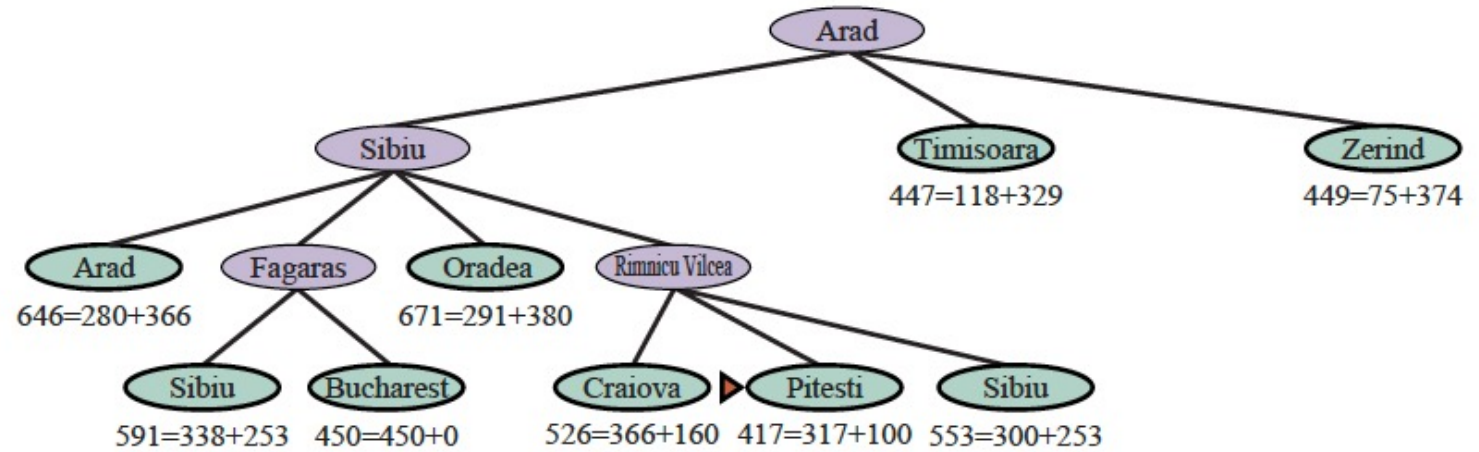 Arad
Sibiu Timisoara Zerind
447=118+329 449=75+374
Arad Fagaras Oradea Rimnicu Vilcea
646=280+366 671=291+380
Sibiu Bucharest Craiova Pitesti Sibiu
591=338+253 450=450+0 526=366+160 417=317+100 553=300+253